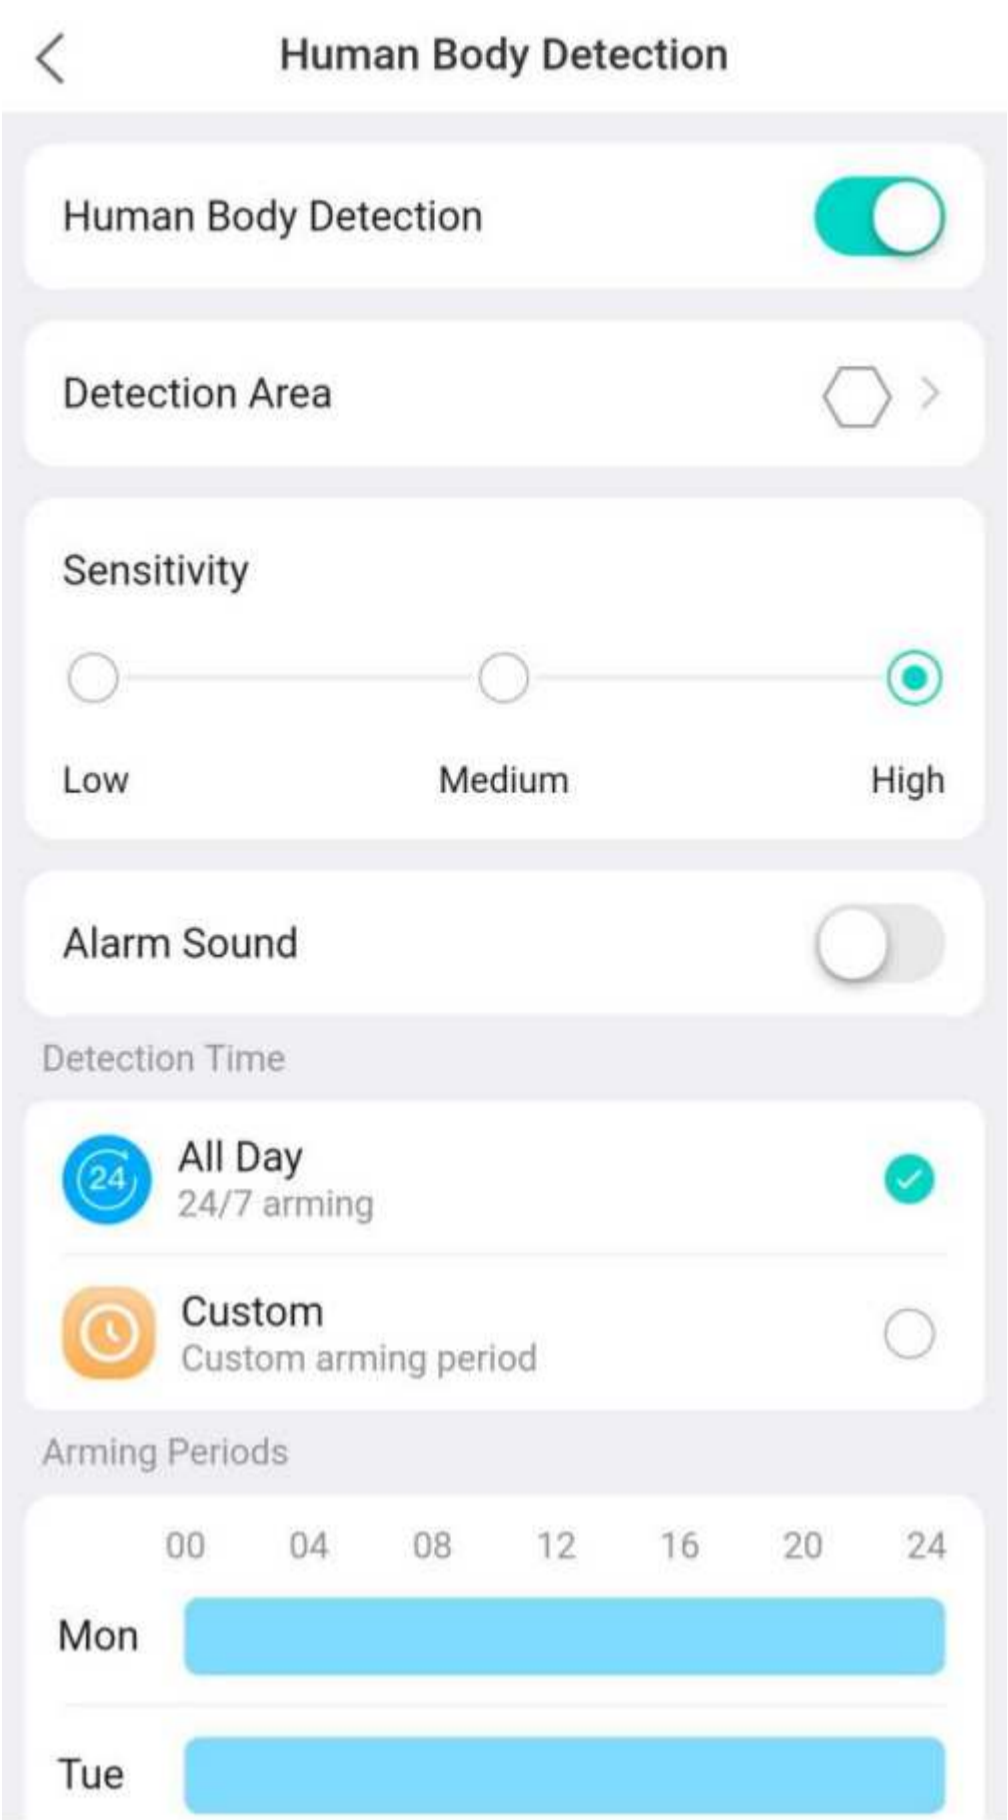 Human Body Detection
Human Body Detection
Detection Area
Sensitivity
Low Medium High
Alarm Sound
Detection Time
24
All Day
24/7 arming
Custom
Custom arming period
Arming Periods
00 04 08 12 16 20 24
Mon
Tue